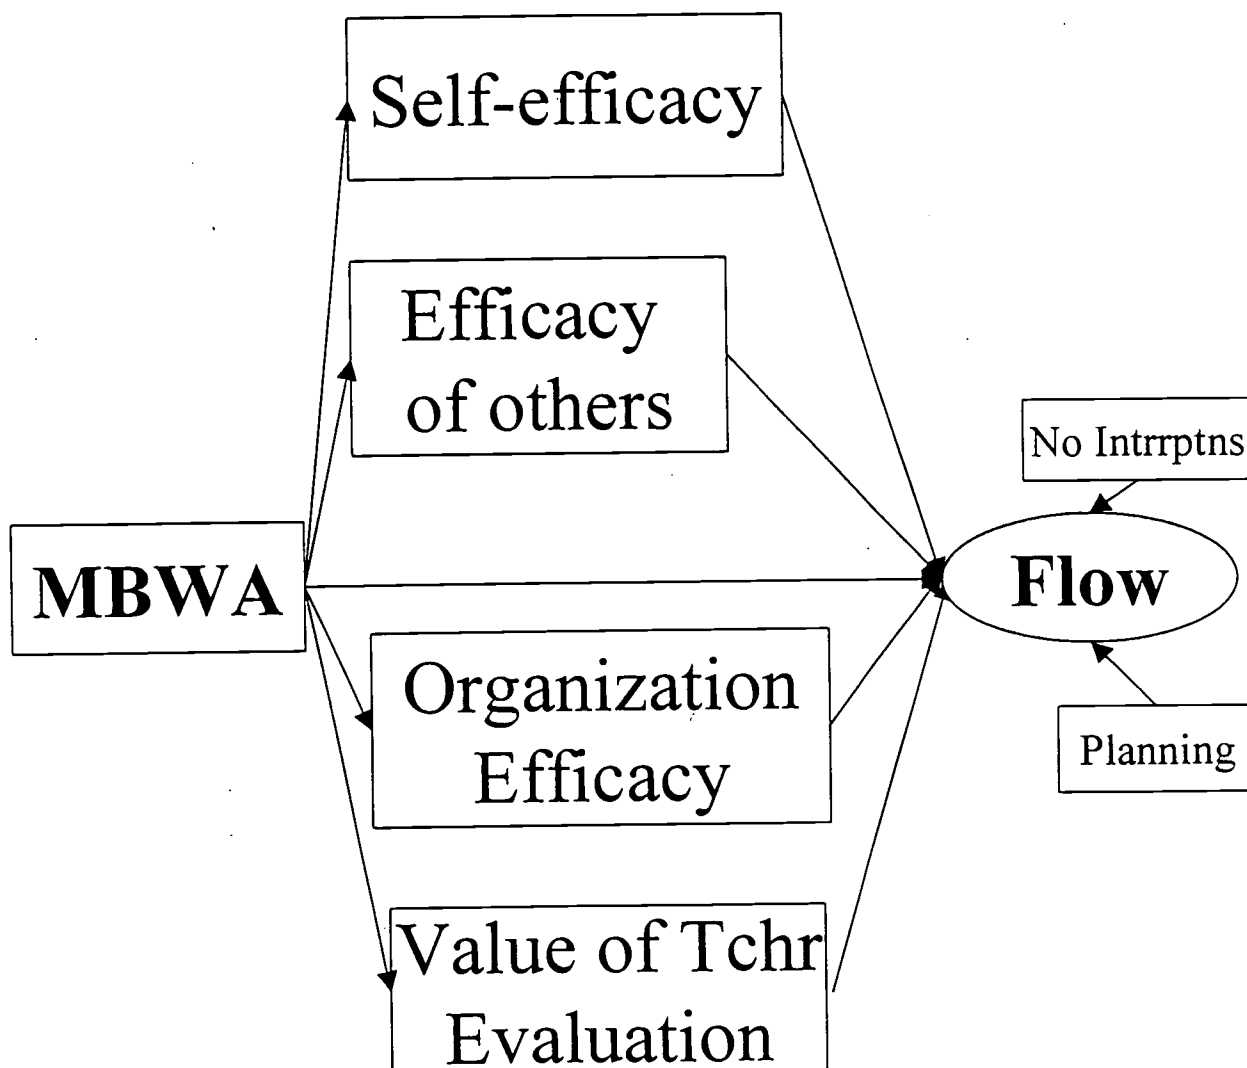 Self-efficacy
Efficacy
of others
No Intrrptns
MBWA
Flow
Organization
Efficacy
Planning
Value of Tchr
Evaluation